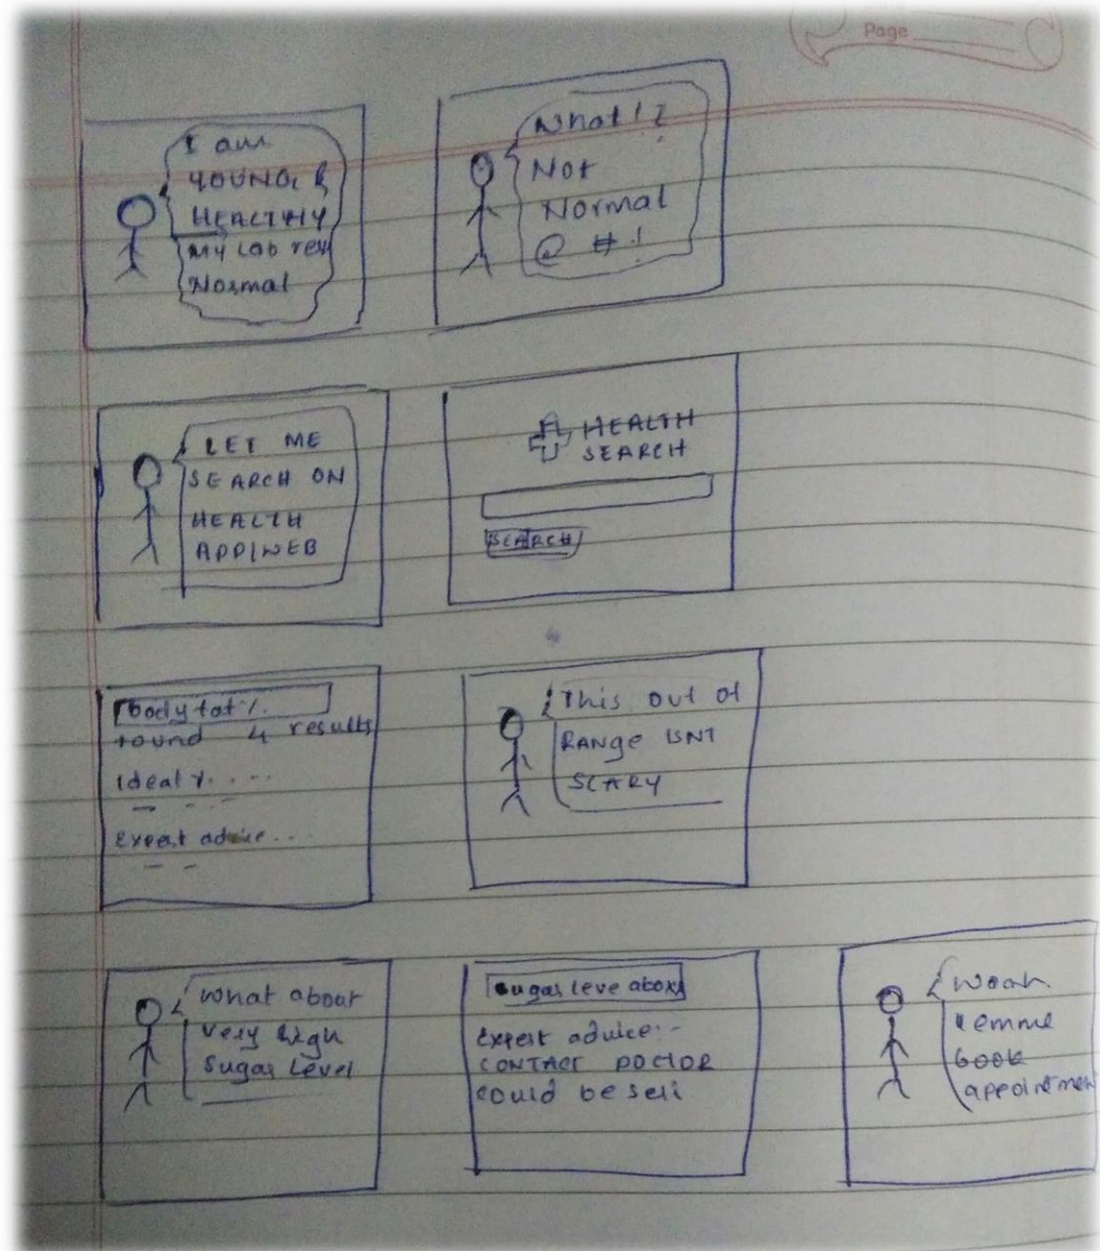 Page
I am
YOUNG &
HEALTHY
My Lab res
Normal
What!?
Not
Normal
@ # !
LET ME
SEARCH ON
HEALTH
APP/WEB
HEALTH
SEARCH
SEARCH
body fat %.
found 4 results
Ideal %. . . .
Expert advice...
This out of
RANGE ISNT
SCARY
What about
very high
Sugar Level
sugar leve
Expert advice:-
CONTACT DOCTOR
could be seri
Woah.
Lemme
book
appointmen